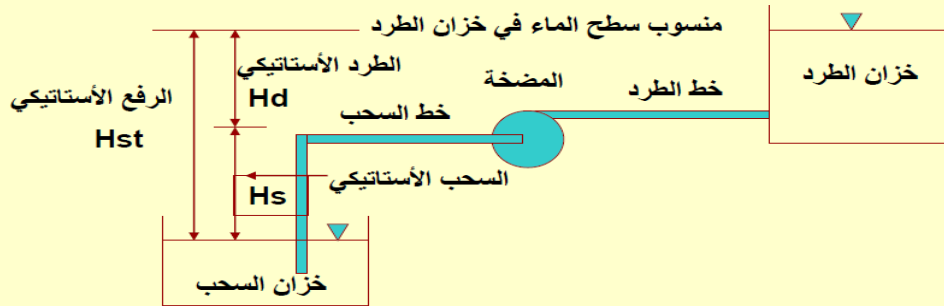 منسوب سطح الماء في خزان الطرد
الطرد الأستاتيكي
Hd
الرفع الأستاتيكي
Hst
المضخة
خط الطرد
خزان الطرد
خط السحب
السحب الأستاتيكي
Hs
خزان السحب